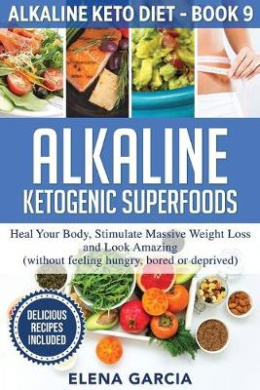 ALKALINE KETO DIET - BOOK 9
ALKALINE
KETOGENIC SUPERFOODS
Heal Your Body, Stimulate Massive Weight Loss
and Look Amazing
(without feeling hungry, bored or deprived)
DELICIOUS
RECIPES
INCLUDED
ELENA GARCIA